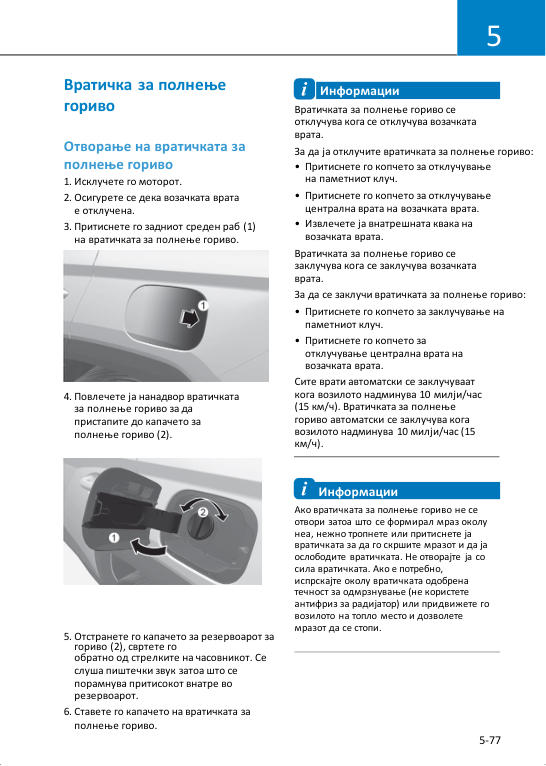 5
Вратичка за полнење
гориво
Отворање на вратичката за
полнење гориво
1. Исклучете го моторот.
2. Осигурете се дека возачката врата
е отклучена.
3. Притиснете го задниот среден раб (1)
на вратичката за полнење гориво.
1
4. Повлечете ја нанадвор вратичката
за полнење гориво за да
пристапите до капачето за
полнење гориво (2).
2
1
5. Отстранете го капачето за резервоарот за
гориво (2), свртете го
обратно од стрелките на часовникот. Се
слуша пиштечки звук затоа што се
порамнува притисокот внатре во
резервоарот.
6. Ставете го капачето на вратичката за
полнење гориво.
i Информации
Вратичката за полнење гориво се
отклучува кога се отклучува возачката
врата.
За да ја отклучите вратичката за полнење гориво:
• Притиснете го копчето за отклучување
на паметниот клуч.
• Притиснете го копчето за отклучување
централна врата на возачката врата.
• Извлечете ја внатрешната квака на
возачката врата.
Вратичката за полнење гориво се
заклучува кога се заклучува возачката
врата.
За да се заклучи вратичката за полнење гориво:
• Притиснете го копчето за заклучување на
паметниот клуч.
• Притиснете го копчето за
отклучување централна врата на
возачката врата.
Сите врати автоматски се заклучуваат
кога возилото надминува 10 милји/час
(15 км/ч). Вратичката за полнење
гориво автоматски се заклучува кога
возилото надминува 10 милји/час (15
км/ч).
i Информации
Ако вратичката за полнење гориво не се
отвори затоа што се формирал мраз околу
неа, нежно тропнете или притиснете ја
вратичката за да го скршите мразот и да ја
ослободите вратичката. Не отворајте ја со
сила вратичката. Ако е потребно,
испрскајте околу вратичката одобрена
течност за одмрзнување (не користете
антифриз за радијатор) или придвижете го
возилото на топло место и дозволете
мразот да се стопи.
5-77